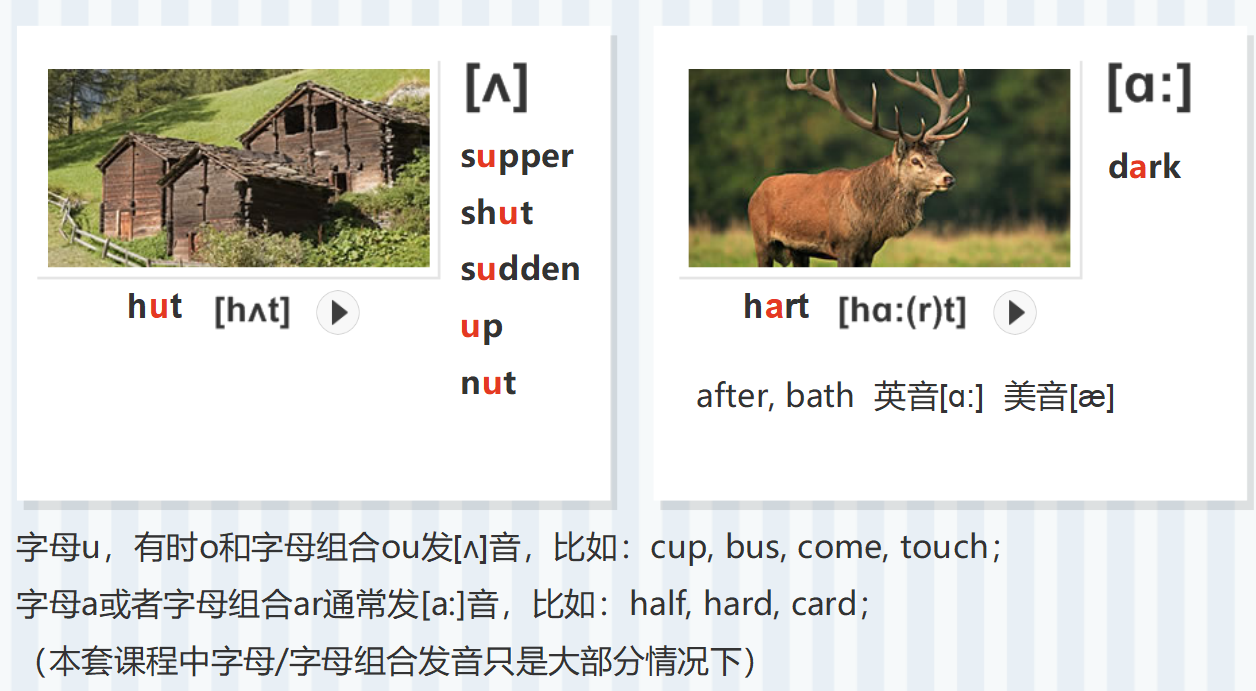 [ʌ]
supper
shut
sudden
up
nut
hut [hʌt]
[ɑ:]
dark
hart [hɑ:(r)t]
after, bath 英音[ɑ:] 美音[æ]
字母u，有时o和字母组合ou发[ʌ]音，比如：cup, bus, come, touch；
字母a或者字母组合ar通常发[a:]音，比如：half, hard, card；
（本套课程中字母/字母组合发音只是大部分情况下）